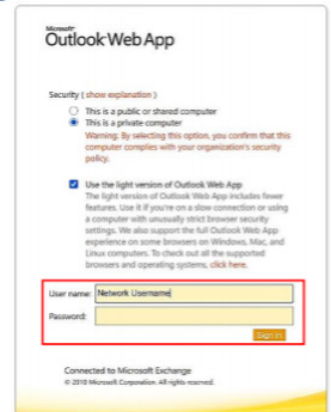 Microsoft®
Outlook Web App
Security ( show explanation )
This is a public or shared computer
This is a private computer
Warning: By selecting this option, you confirm that this
computer complies with your organization's security
policy.
Use the light version of Outlook Web App
The light version of Outlook Web App includes fewer
features. Use it if you're on a slow connection or using
a computer with unusually strict browser security
settings. We also support the full Outlook Web App
experience on some browsers on Windows, Mac, and
Linux computers. To check out all the supported
browsers and operating systems, click here.
User name: Network Username
Password:
Sign in
Connected to Microsoft Exchange
© 2010 Microsoft Corporation. All rights reserved.